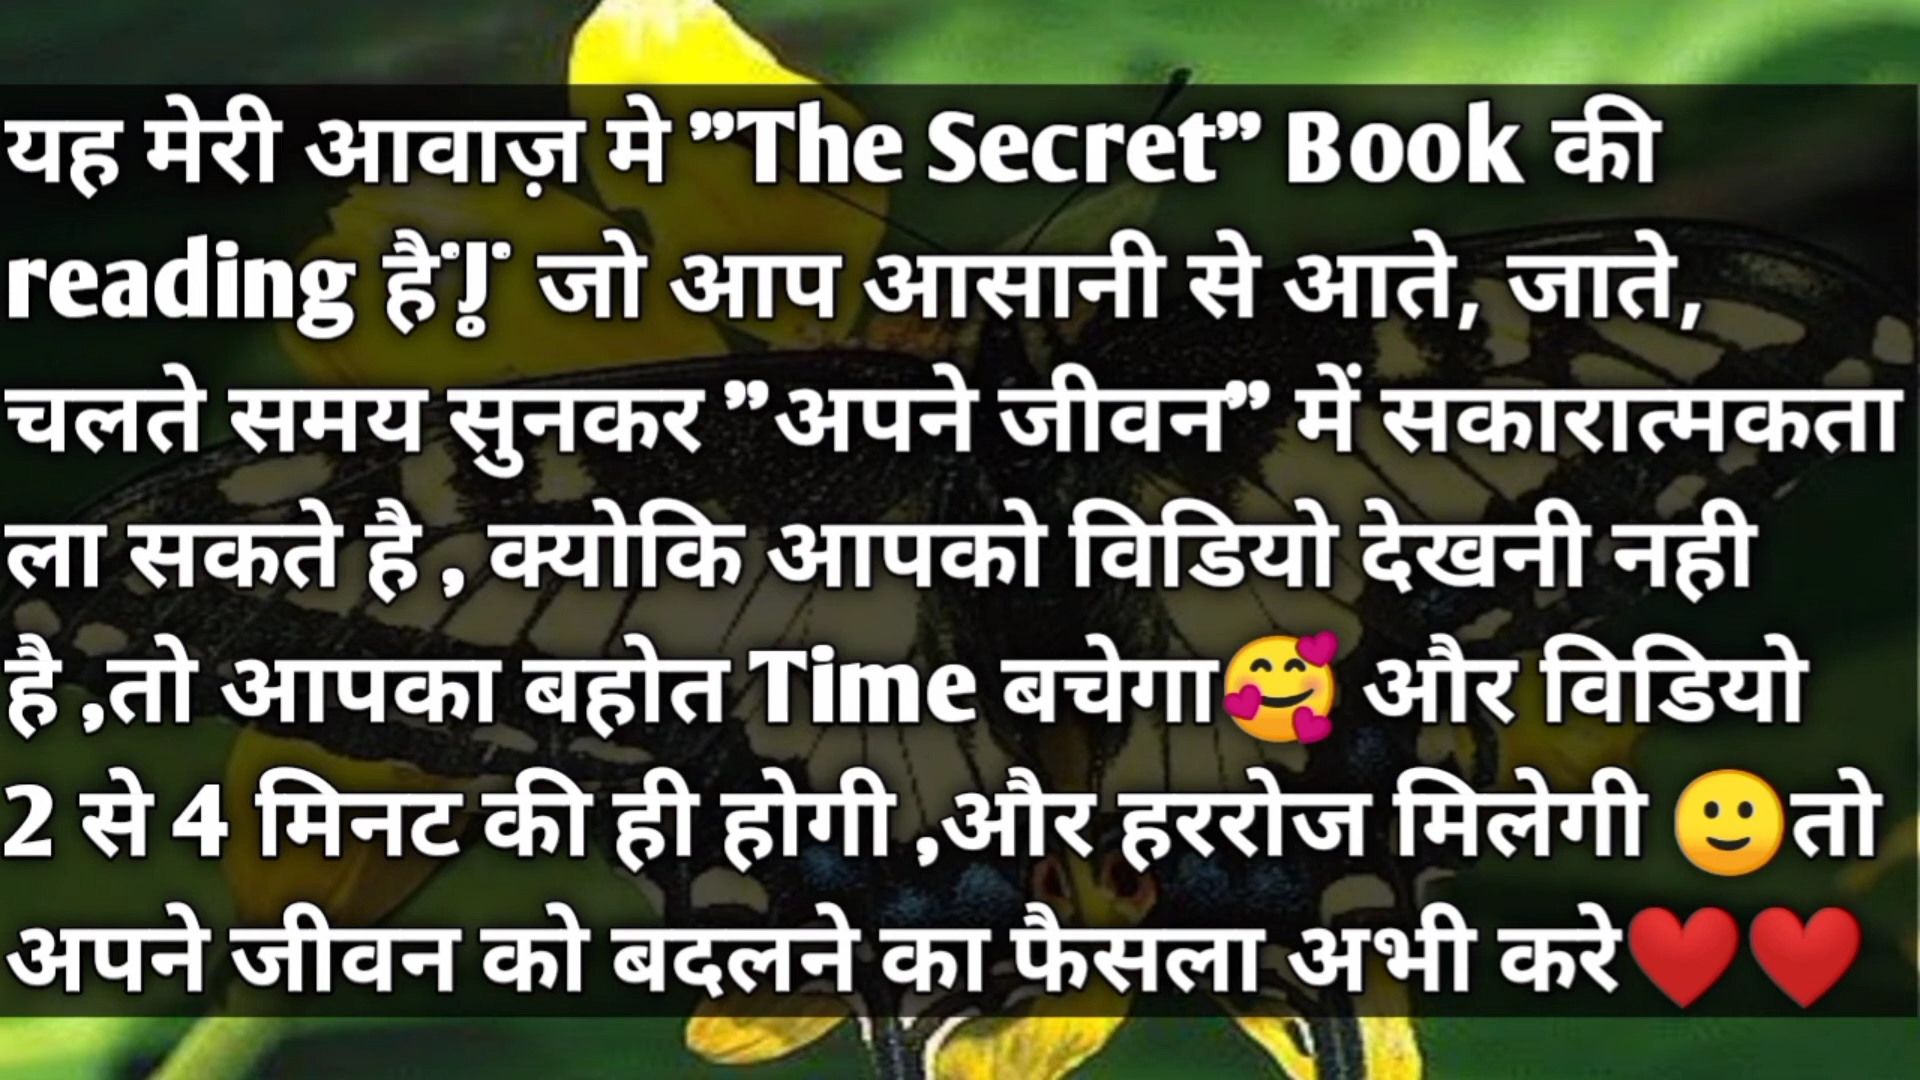 यह मेरी आवाज़ मे ”The Secret” Book की
reading है ! जो आप आसानी से आते, जाते,
चलते समय सुनकर ”अपने जीवन” में सकारात्मकता
ला सकते है , क्योकि आपको विडियो देखनी नही
है ,तो आपका बहोत Time बचेगा🥰 और विडियो
2 से 4 मिनट की ही होगी ,और हररोज मिलेगी 🙂तो
अपने जीवन को बदलने का फैसला अभी करे❤️❤️